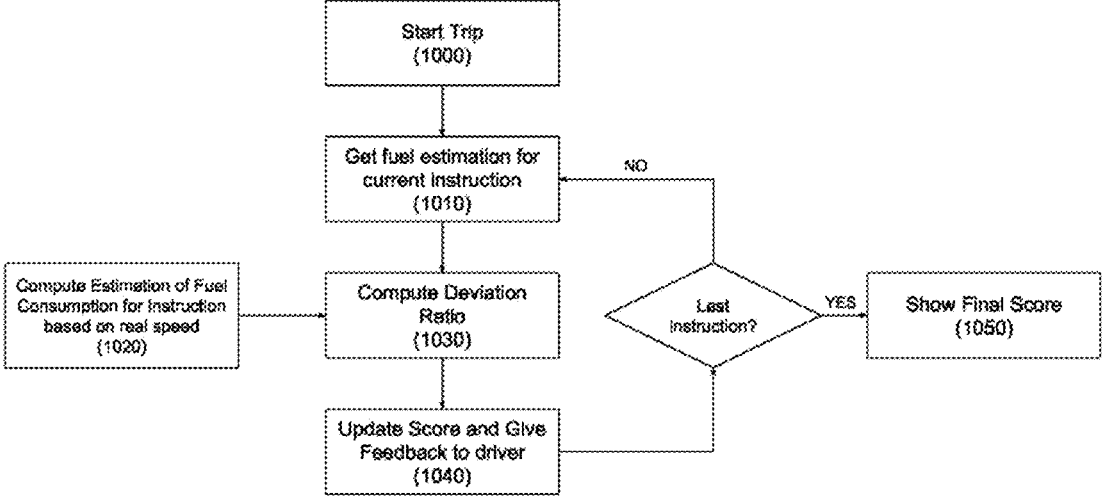 Start Trip
(1000)
Get fuel estimation for
current instruction
(1010)
NO
Compute Estimation of Fuel
Consumption for Instruction
based on real speed
(1020)
Compute Deviation
Ratio
(1030)
Last
Instruction?
YES
Show Final Score
(1050)
Update Score and Give
Feedback to driver
(1040)